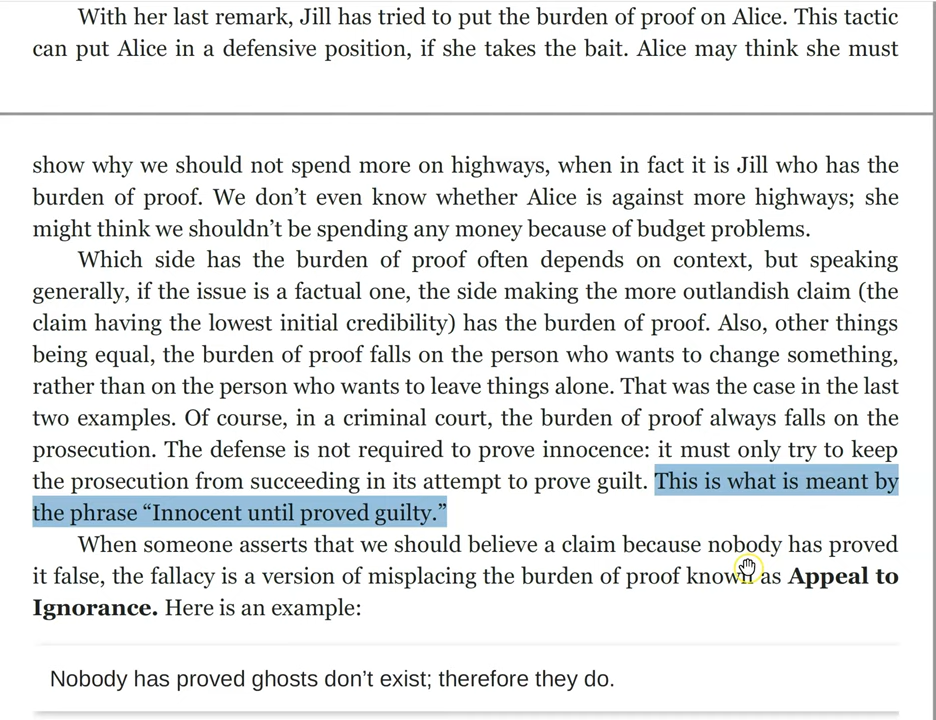 With her last remark, Jill has tried to put the burden of proof on Alice. This tactic
can put Alice in a defensive position, if she takes the bait. Alice may think she must
show why we should not spend more on highways, when in fact it is Jill who has the
burden of proof. We don’t even know whether Alice is against more highways; she
might think we shouldn’t be spending any money because of budget problems.
Which side has the burden of proof often depends on context, but speaking
generally, if the issue is a factual one, the side making the more outlandish claim (the
claim having the lowest initial credibility) has the burden of proof. Also, other things
being equal, the burden of proof falls on the person who wants to change something,
rather than on the person who wants to leave things alone. That was the case in the last
two examples. Of course, in a criminal court, the burden of proof always falls on the
prosecution. The defense is not required to prove innocence: it must only try to keep
the prosecution from succeeding in its attempt to prove guilt. This is what is meant by
the phrase “Innocent until proved guilty.”
When someone asserts that we should believe a claim because nobody has proved
it false, the fallacy is a version of misplacing the burden of proof known as Appeal to
Ignorance. Here is an example:
Nobody has proved ghosts don’t exist; therefore they do.